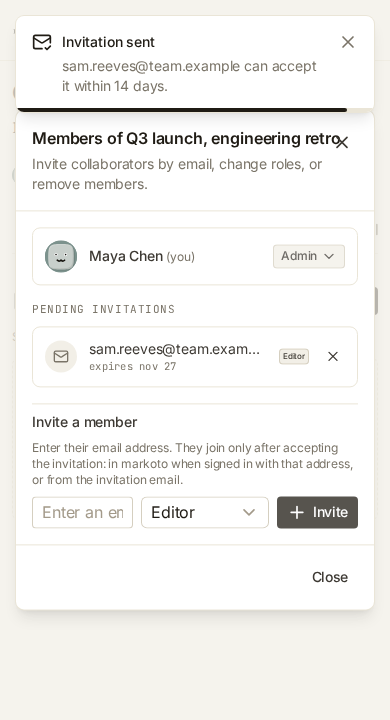 Invitation sent
sam.reeves@team.example can accept
it within 14 days.
Members of Q3 launch, engineering retro
Invite collaborators by email, change roles, or
remove members.
Maya Chen (you)
Admin
PENDING INVITATIONS
sam.reeves@team.exam...
Editor
expires nov 27
Invite a member
Enter their email address. They join only after accepting
the invitation: in markoto when signed in with that address,
or from the invitation email.
Enter an en
Editor
Invite
Close